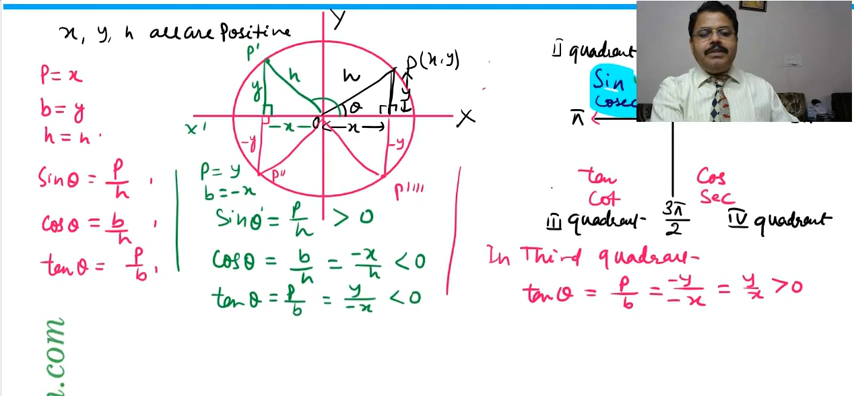 x, y, h all are Positive
P = x
b = y
h = h
Sinθ = P/h ,
cosθ = b/h ,
tanθ = P/b ,
Y
P'
h
h
P(x,y)
y
y
θ
X'
-x
O
x
X
-y
-y
P''
P''''
P = y
b = -x
Sinθ' = P/h > 0
cosθ = b/h = -x/h < 0
tanθ = P/b = y/-x < 0
II quadrant
Sin
Cosec
π
tan
Cot
Cos
Sec
III quadrant
3π/2
IV quadrant
In Third quadrant
tanθ = P/b = -y/-x = y/x > 0
.com